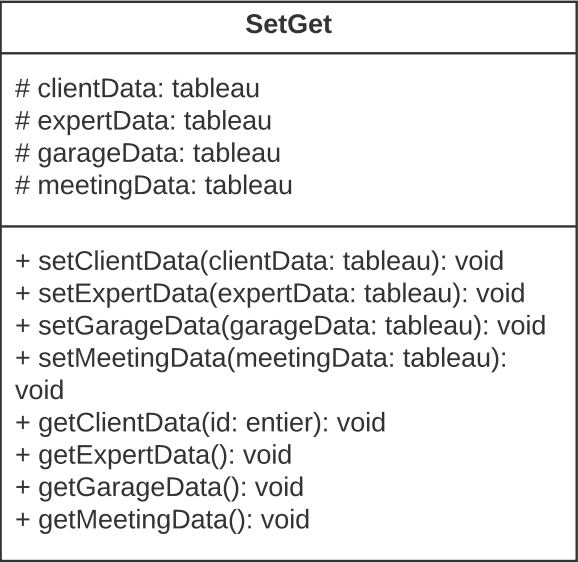 SetGet
# clientData: tableau
# expertData: tableau
# garageData: tableau
# meetingData: tableau
+ setClientData(clientData: tableau): void
+ setExpertData(expertData: tableau): void
+ setGarageData(garageData: tableau): void
+ setMeetingData(meetingData: tableau):
void
+ getClientData(id: entier): void
+ getExpertData(): void
+ getGarageData(): void
+ getMeetingData(): void